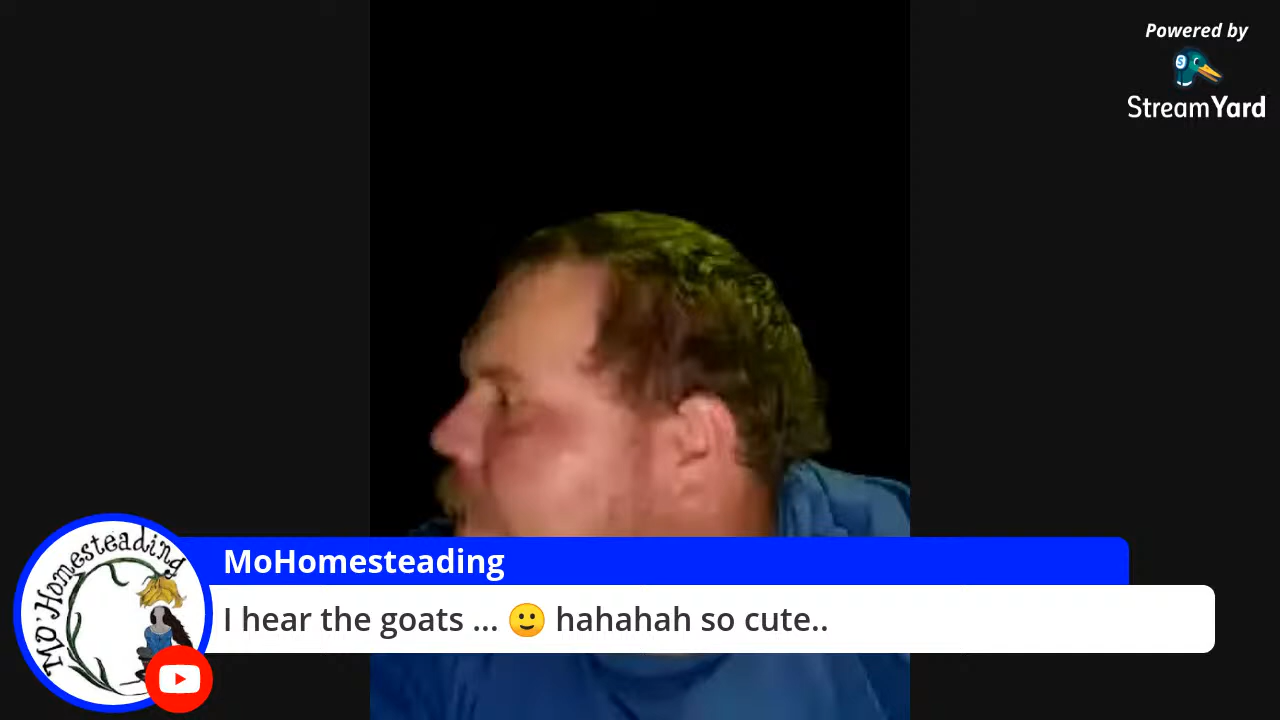 Powered by
StreamYard
Mo'Homesteading
MoHomesteading
I hear the goats ... 🙂 hahahah so cute..